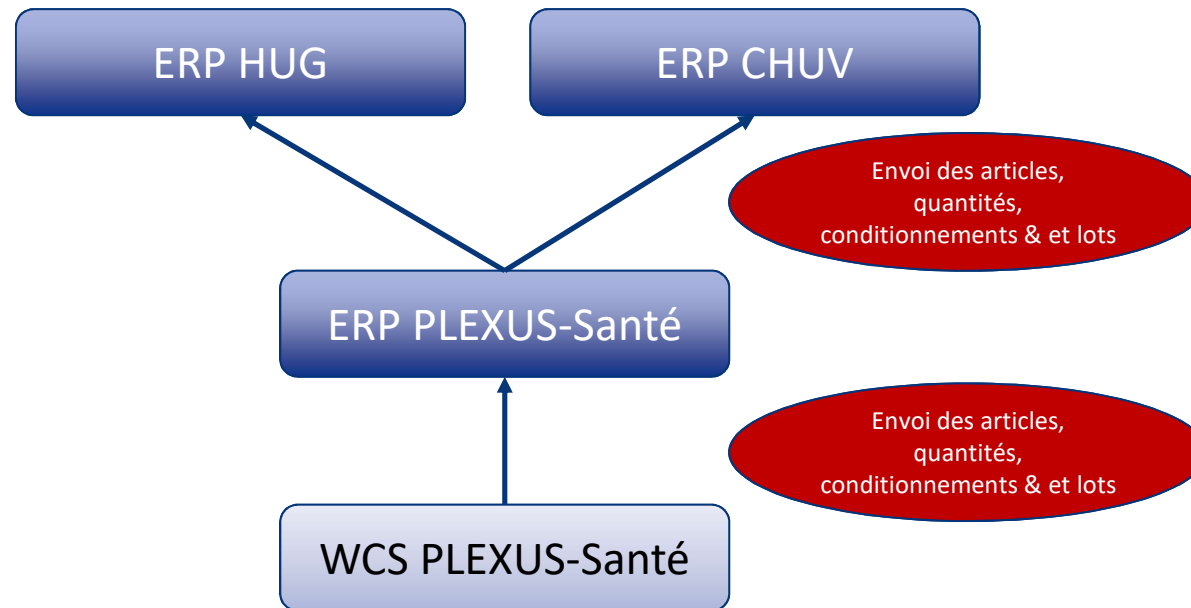 ERP HUG
ERP CHUV
Envoi des articles,
quantités,
conditionnements & et lots
ERP PLEXUS-Santé
Envoi des articles,
quantités,
conditionnements & et lots
WCS PLEXUS-Santé